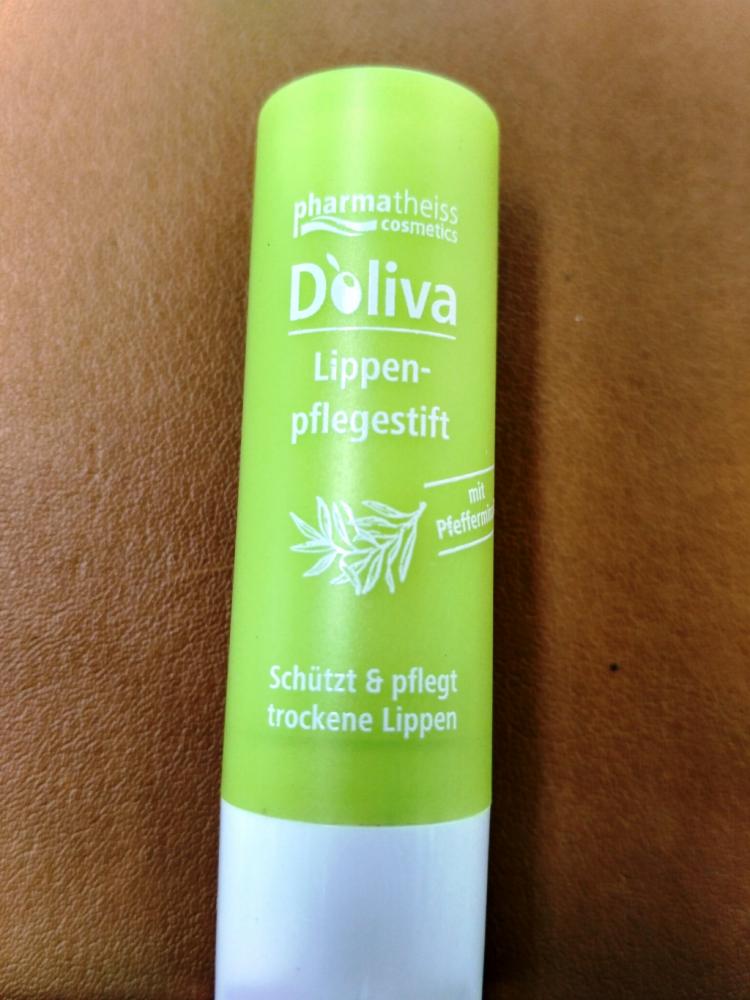 pharmatheiss
cosmetics
D'oliva
Lippen-
pflegestift
mit
Schützt & pflegt
trockene Lippen